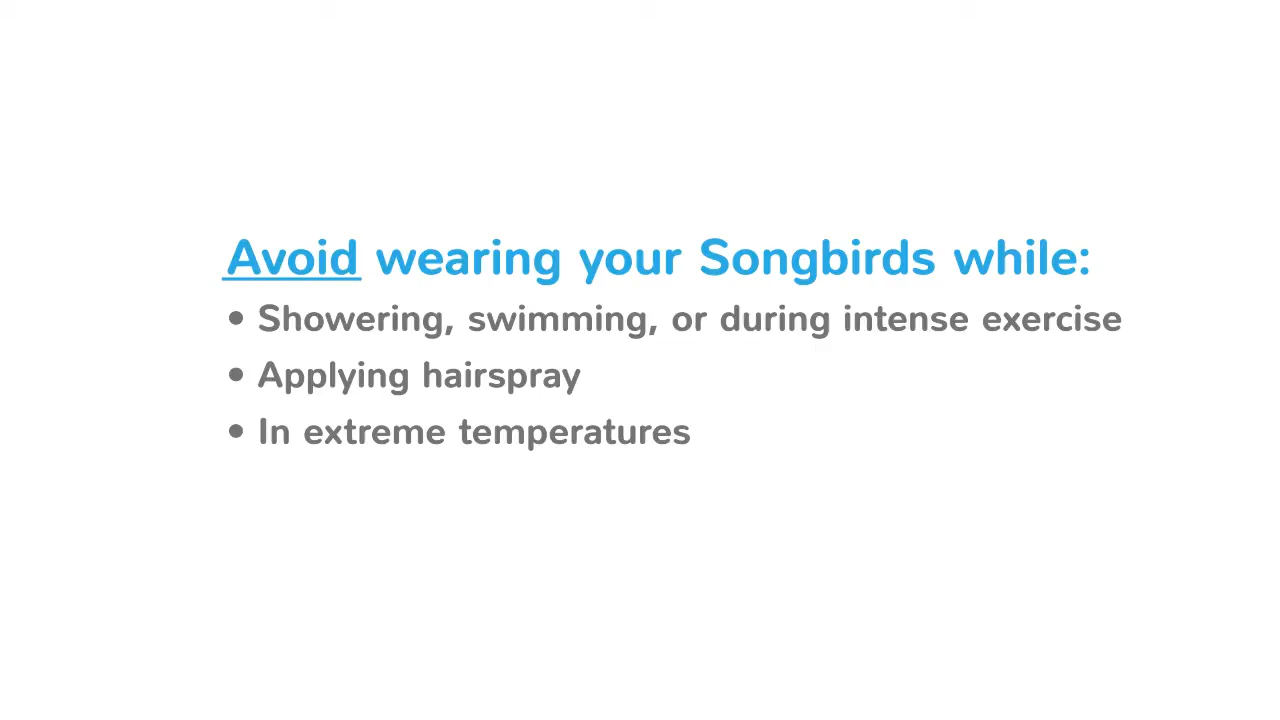 Avoid wearing your Songbirds while:
• Showering, swimming, or during intense exercise
• Applying hairspray
• In extreme temperatures